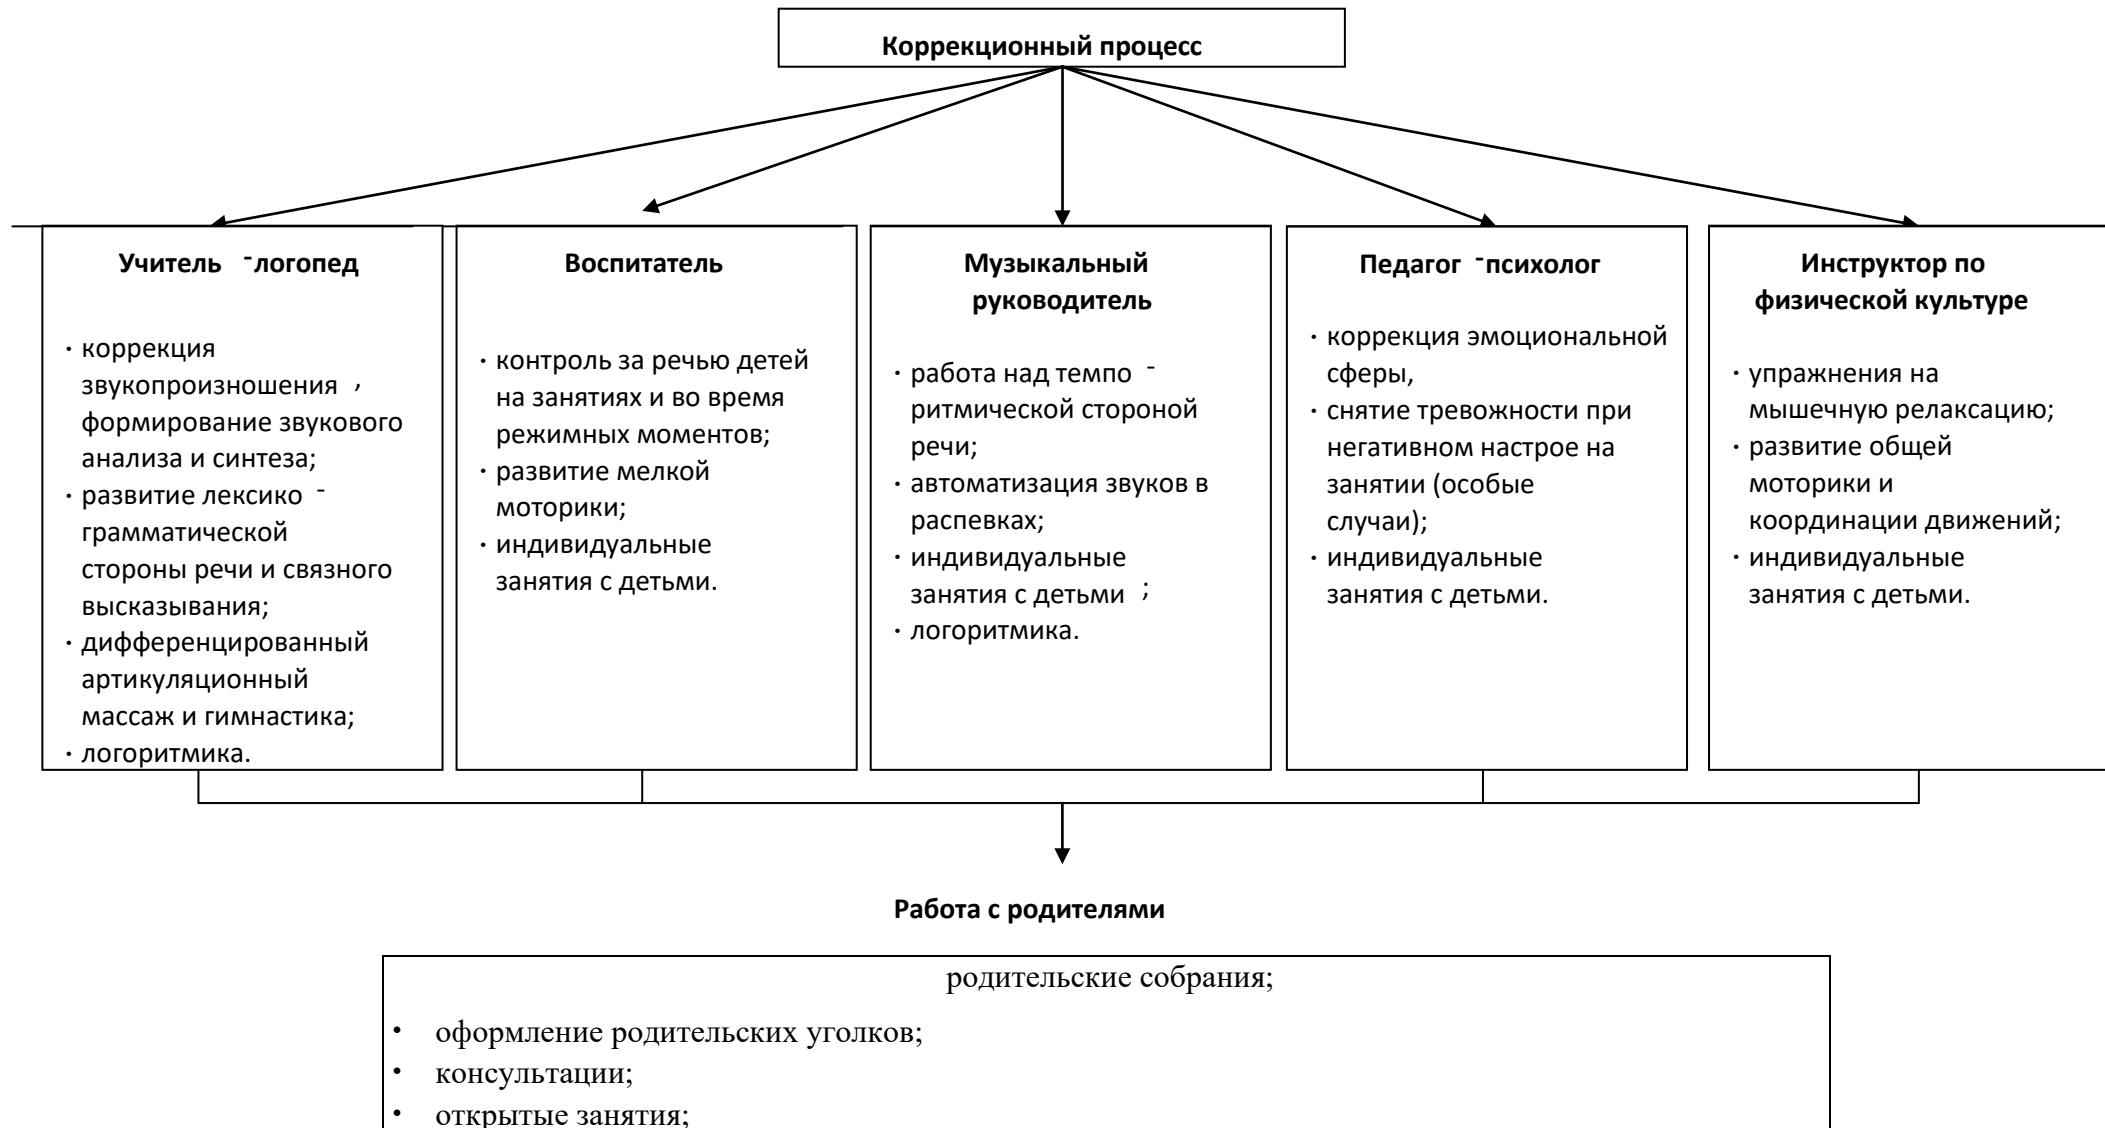 Коррекционный процесс
Учитель -логопед
· коррекция
звукопроизношения ,
формирование звукового
анализа и синтеза;
· развитие лексико -
грамматической
стороны речи и связного
высказывания;
· дифференцированный
артикуляционный
массаж и гимнастика;
· логоритмика.
Воспитатель
· контроль за речью детей
на занятиях и во время
режимных моментов;
· развитие мелкой
моторики;
· индивидуальные
занятия с детьми.
Музыкальный
руководитель
· работа над темпо -
ритмической стороной
речи;
· автоматизация звуков в
распевках;
· индивидуальные
занятия с детьми ;
· логоритмика.
Педагог -психолог
· коррекция эмоциональной
сферы,
· снятие тревожности при
негативном настрое на
занятии (особые
случаи);
· индивидуальные
занятия с детьми.
Инструктор по
физической культуре
· упражнения на
мышечную релаксацию;
· развитие общей
моторики и
координации движений;
· индивидуальные
занятия с детьми.
Работа с родителями
родительские собрания;
• оформление родительских уголков;
• консультации;
• открытые занятия;